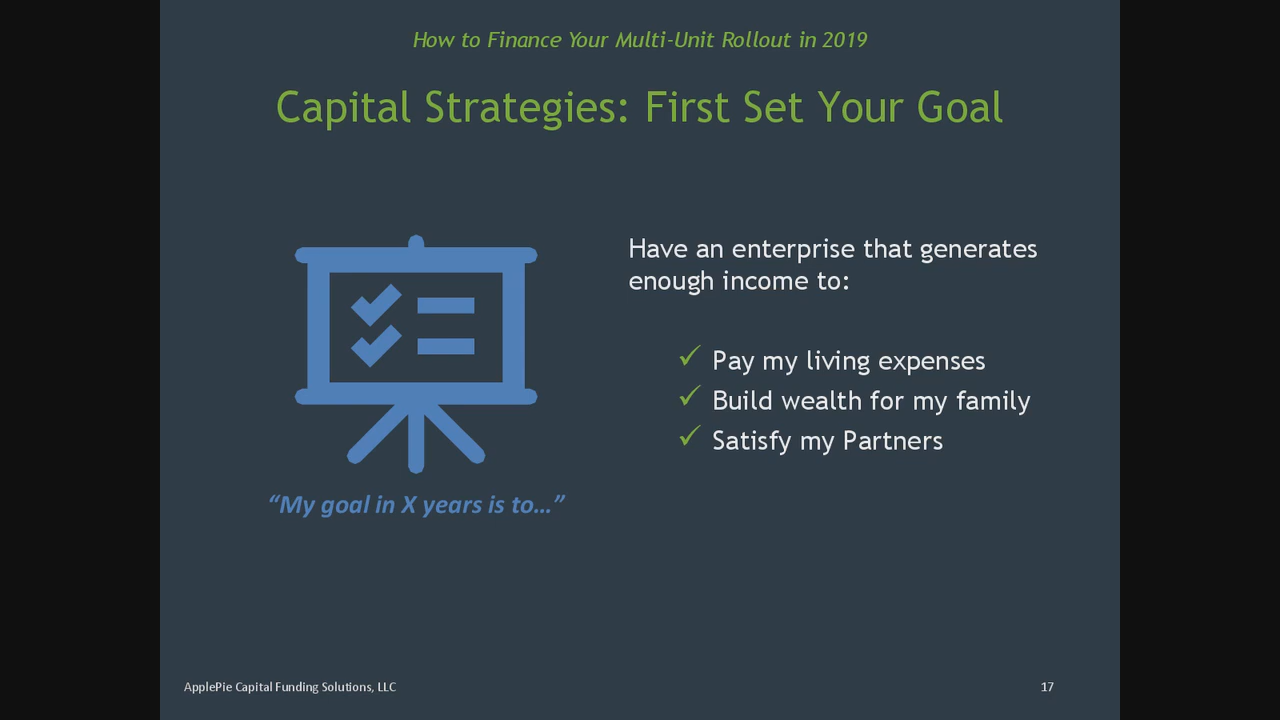 How to Finance Your Multi-Unit Rollout in 2019
Capital Strategies: First Set Your Goal
Have an enterprise that generates
enough income to:
✓ Pay my living expenses
✓ Build wealth for my family
✓ Satisfy my Partners
“My goal in X years is to…”
ApplePie Capital Funding Solutions, LLC
17